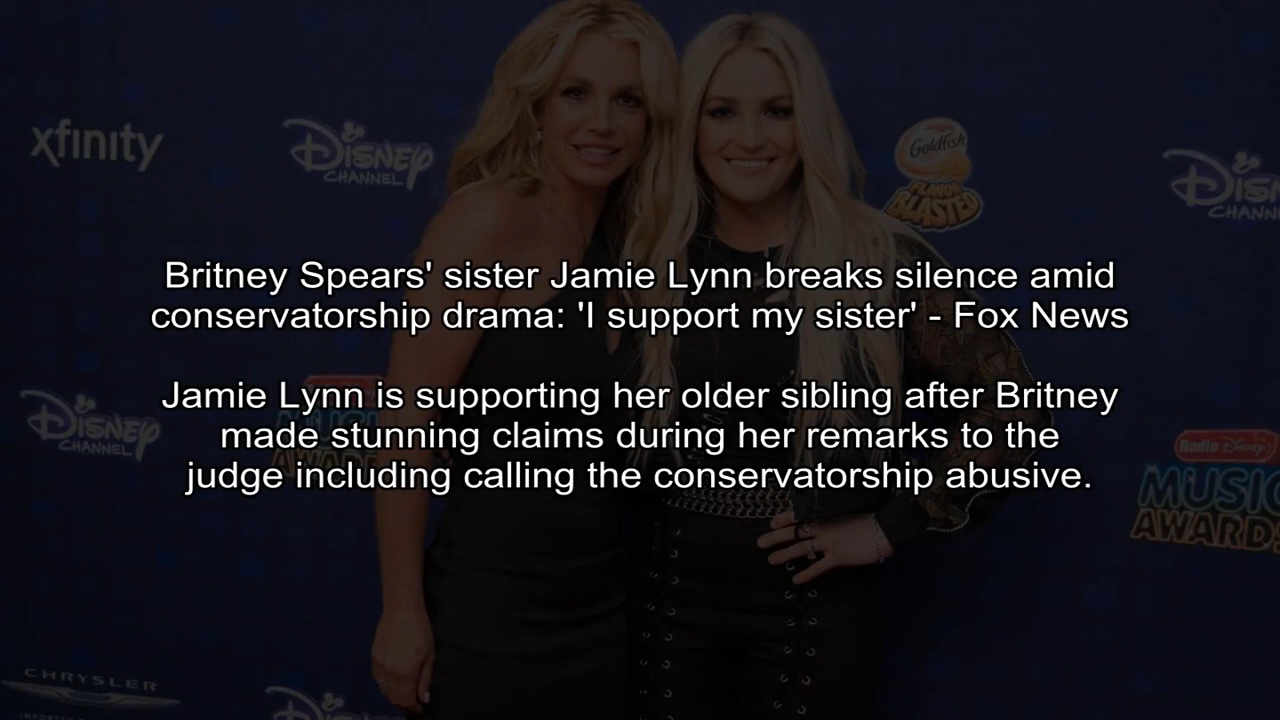 xfinity
Disney
CHANNEL
Goldfish
FLAVOR
BLASTED
Britney Spears' sister Jamie Lynn breaks silence amid
conservatorship drama: 'I support my sister' - Fox News
Jamie Lynn is supporting her older sibling after Britney
made stunning claims during her remarks to the
judge including calling the conservatorship abusive.
Disney
CHANNEL
Radio Disney
MUSIC
AWARDS
CHRYSLER